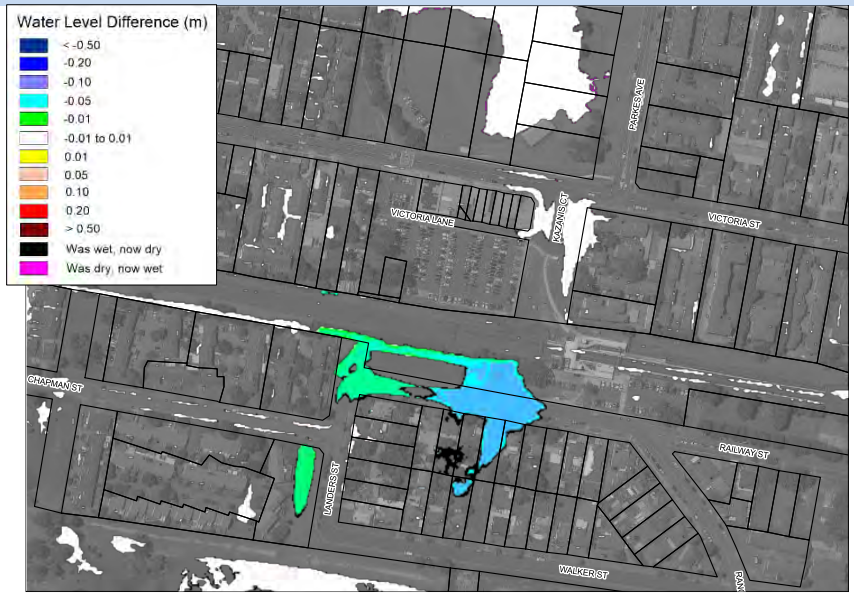 Water Level Difference (m)
< -0.50
-0.20
-0.10
-0.05
-0.01
-0.01 to 0.01
0.01
0.05
0.10
0.20
> 0.50
Was wet, now dry
Was dry, now wet
PARKES AVE
VICTORIA LANE
KAZANIS CT
VICTORIA ST
CHAPMAN ST
RAILWAY ST
LANDERS ST
WALKER ST